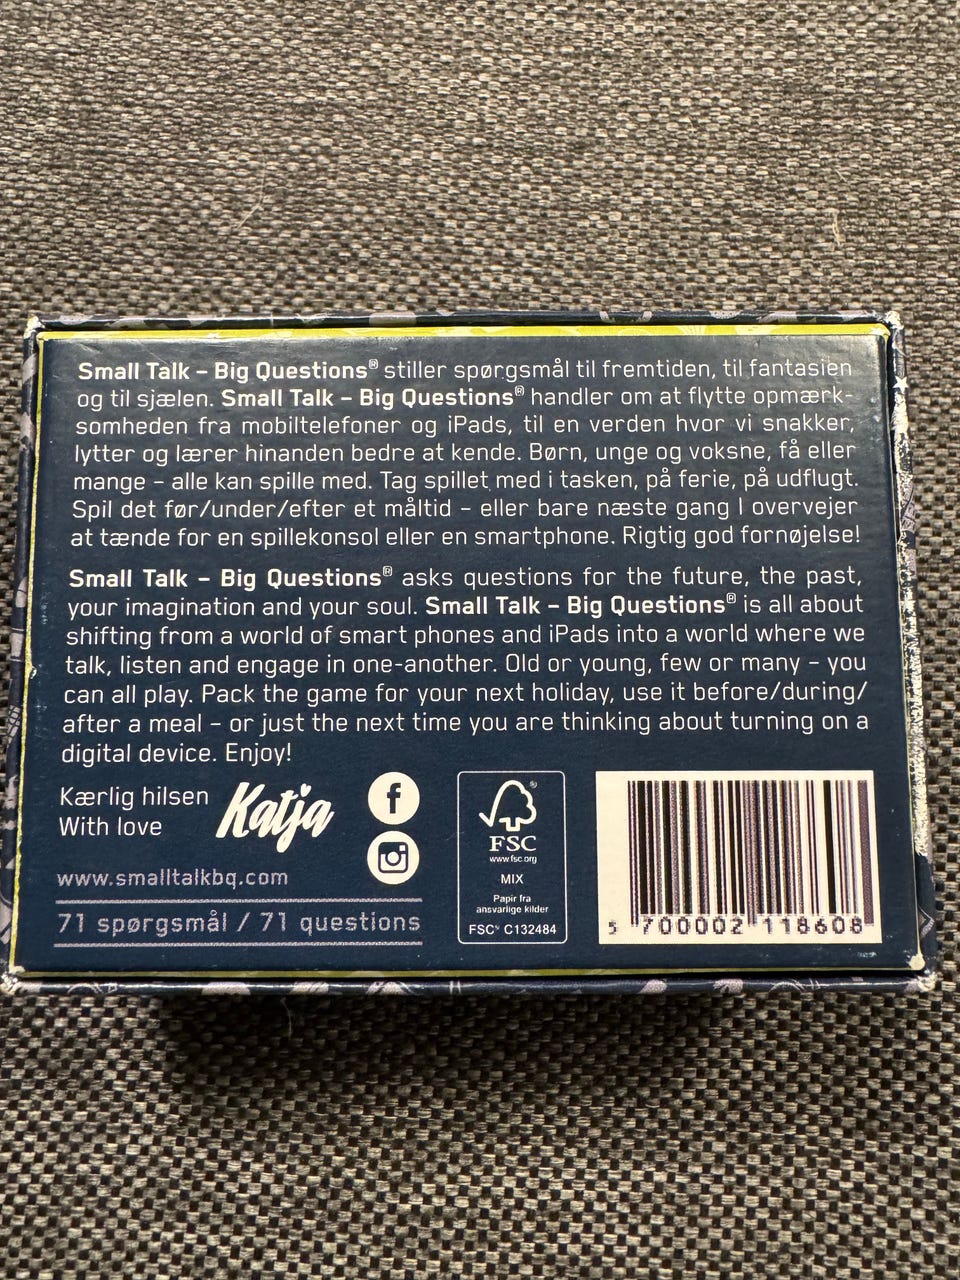 Small Talk – Big Questions® stiller spørgsmål til fremtiden, til fantasien
og til sjælen. Small Talk – Big Questions® handler om at flytte opmærk-
somheden fra mobiltelefoner og iPads, til en verden hvor vi snakker,
lytter og lærer hinanden bedre at kende. Børn, unge og voksne, få eller
mange – alle kan spille med. Tag spillet med i tasken, på ferie, på udflugt.
Spil det før/under/efter et måltid – eller bare næste gang I overvejer
at tænde for en spillekonsol eller en smartphone. Rigtig god fornøjelse!
Small Talk – Big Questions® asks questions for the future, the past,
your imagination and your soul. Small Talk – Big Questions® is all about
shifting from a world of smart phones and iPads into a world where we
talk, listen and engage in one-another. Old or young, few or many – you
can all play. Pack the game for your next holiday, use it before/during/
after a meal – or just the next time you are thinking about turning on a
digital device. Enjoy!
Kærlig hilsen
With love
Katja
www.smalltalkbq.com
71 spørgsmål / 71 questions
f
FSC®
www.fsc.org
MIX
Papir fra
ansvarlige kilder
FSC® C132484
5 700002 118608